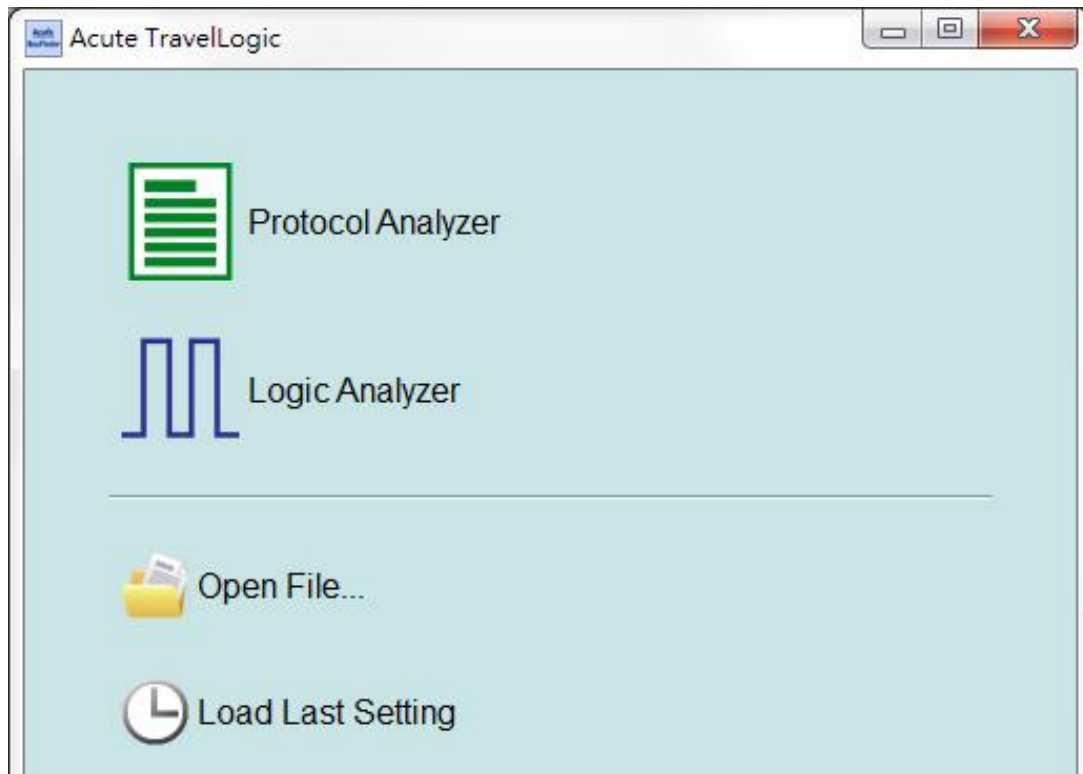 Acute TravelLogic
Protocol Analyzer
Logic Analyzer
Open File...
Load Last Setting